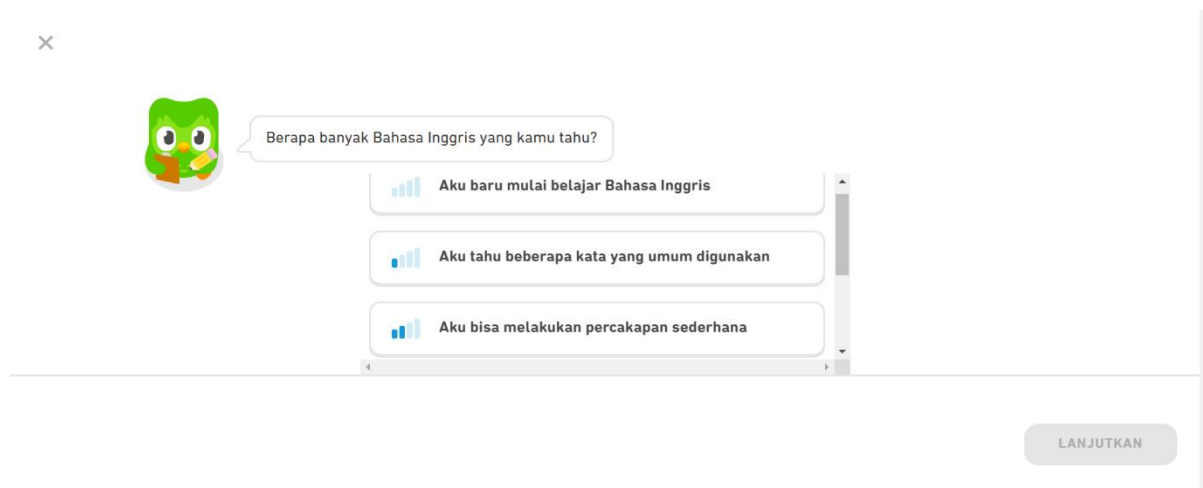 Berapa banyak Bahasa Inggris yang kamu tahu?
Aku baru mulai belajar Bahasa Inggris
Aku tahu beberapa kata yang umum digunakan
Aku bisa melakukan percakapan sederhana
LANJUTKAN